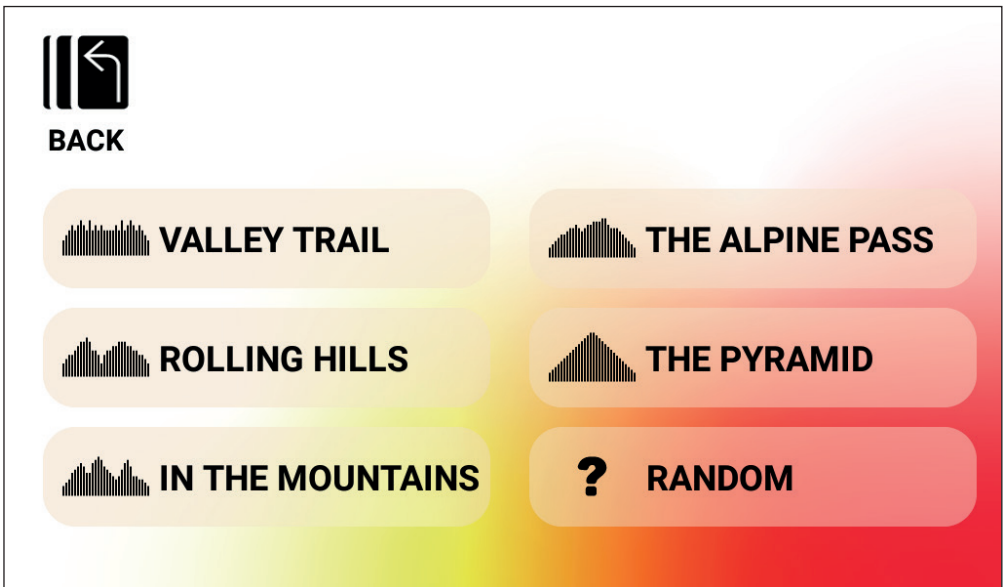 BACK
VALLEY TRAIL
THE ALPINE PASS
ROLLING HILLS
THE PYRAMID
IN THE MOUNTAINS
? RANDOM